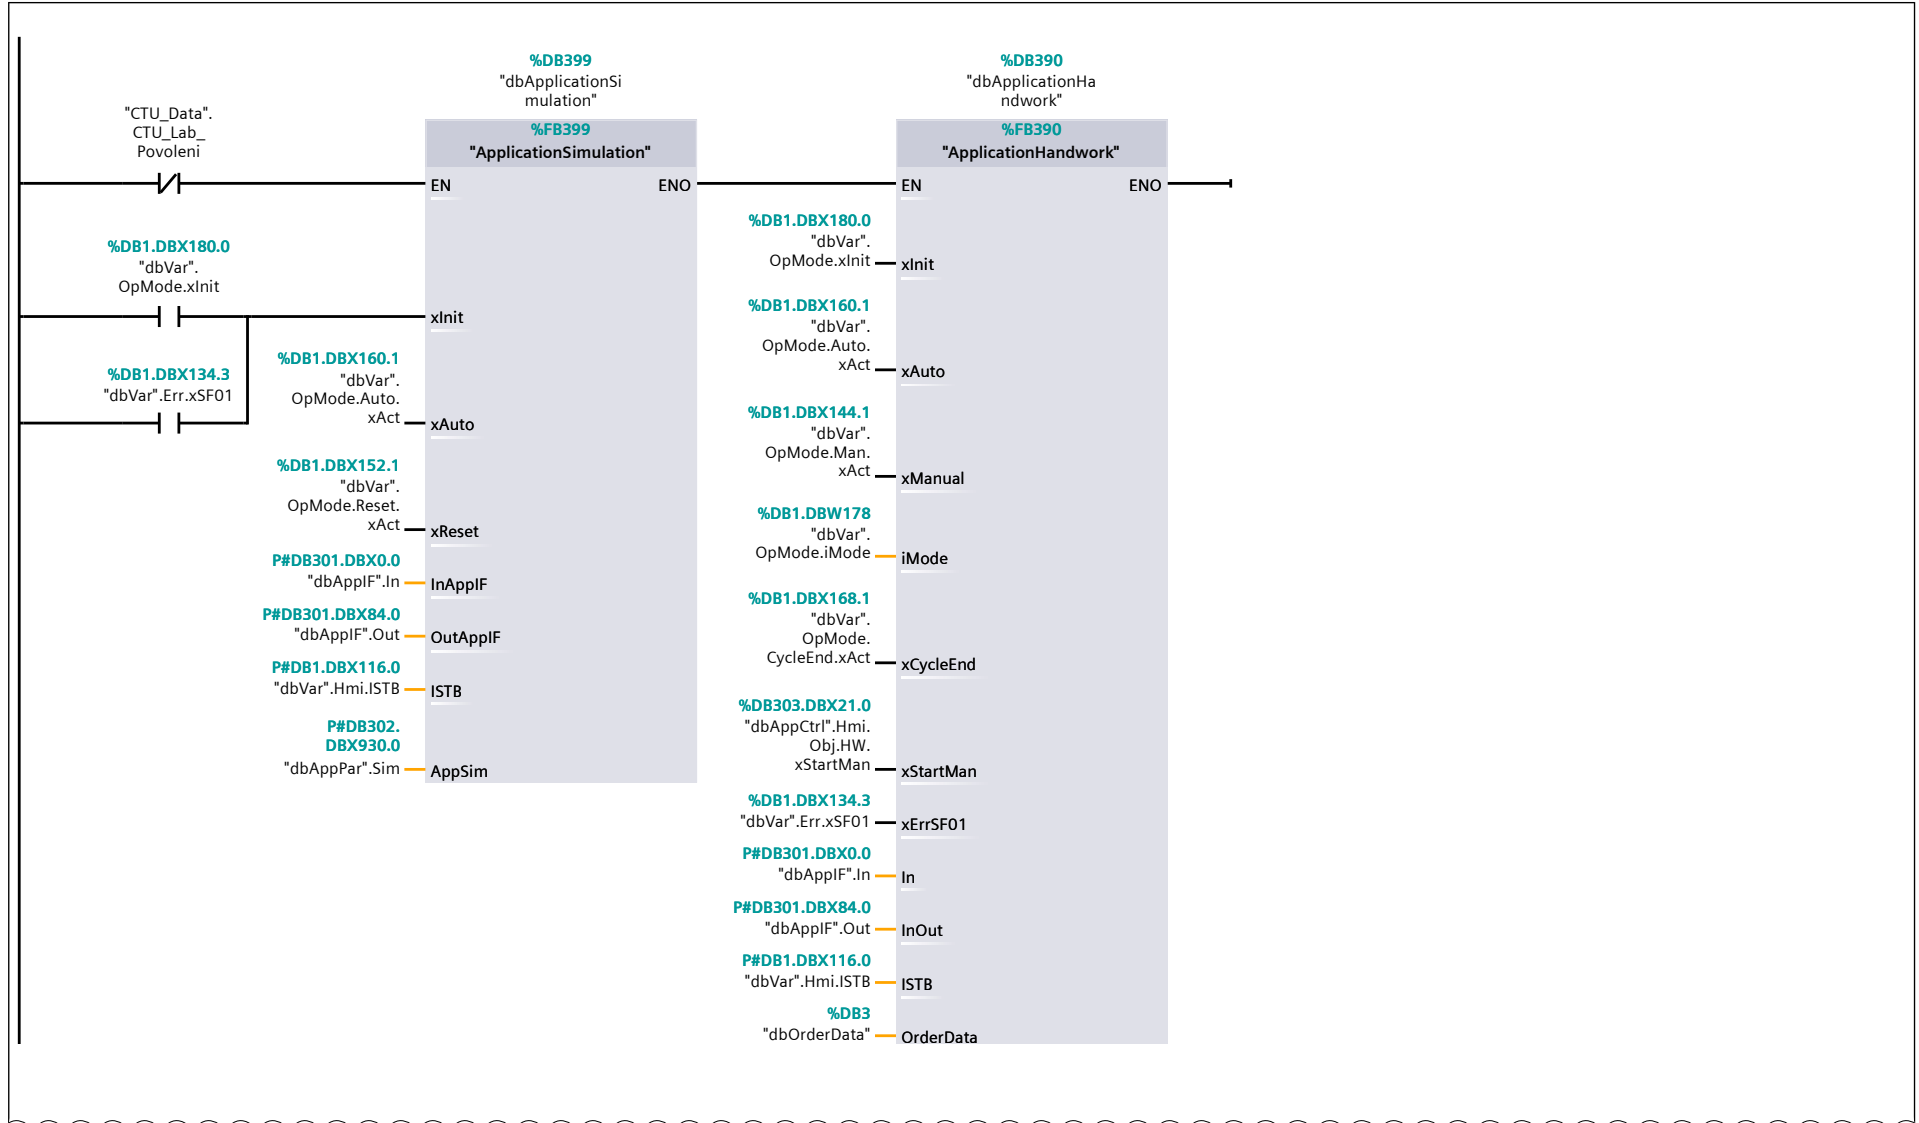 %DB399
"dbApplicationSi
mulation"
%DB390
"dbApplicationHa
ndwork"
"CTU_Data".
CTU_Lab_
Povoleni
%FB399
"ApplicationSimulation"
EN
ENO
%DB1.DBX180.0
"dbVar".
OpMode.xInit
xInit
%DB1.DBX134.3
"dbVar".Err.xSF01
%DB1.DBX160.1
"dbVar".
OpMode.Auto.
xAct
xAuto
%DB1.DBX152.1
"dbVar".
OpMode.Reset.
xAct
xReset
P#DB301.DBX0.0
"dbAppIF".In
InAppIF
P#DB301.DBX84.0
"dbAppIF".Out
OutAppIF
P#DB1.DBX116.0
"dbVar".Hmi.ISTB
ISTB
P#DB302.
DBX930.0
"dbAppPar".Sim
AppSim
%FB390
"ApplicationHandwork"
EN
ENO
%DB1.DBX180.0
"dbVar".
OpMode.xInit
xInit
%DB1.DBX160.1
"dbVar".
OpMode.Auto.
xAct
xAuto
%DB1.DBX144.1
"dbVar".
OpMode.Man.
xAct
xManual
%DB1.DBW178
"dbVar".
OpMode.iMode
iMode
%DB1.DBX168.1
"dbVar".
OpMode.
CycleEnd.xAct
xCycleEnd
%DB303.DBX21.0
"dbAppCtrl".Hmi.
Obj.HW.
xStartMan
xStartMan
%DB1.DBX134.3
"dbVar".Err.xSF01
xErrSF01
P#DB301.DBX0.0
"dbAppIF".In
In
P#DB301.DBX84.0
"dbAppIF".Out
InOut
P#DB1.DBX116.0
"dbVar".Hmi.ISTB
ISTB
%DB3
"dbOrderData"
OrderData